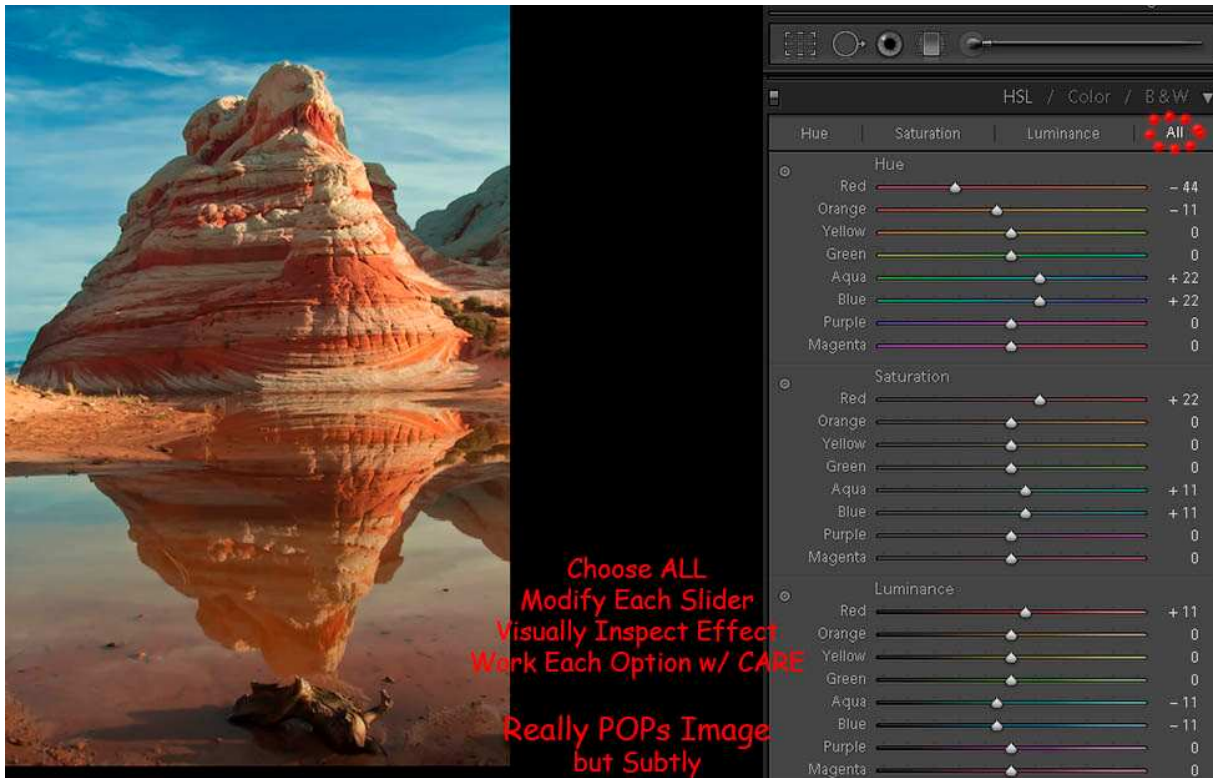 HSL / Color / B & W
Hue | Saturation | Luminance | All
Hue
Red − 44
Orange − 11
Yellow 0
Green 0
Aqua + 22
Blue + 22
Purple 0
Magenta 0
Saturation
Red + 22
Orange 0
Yellow 0
Green 0
Aqua + 11
Blue + 11
Purple 0
Magenta 0
Luminance
Red + 11
Orange 0
Yellow 0
Green 0
Aqua − 11
Blue − 11
Purple 0
Magenta 0
Choose ALL
Modify Each Slider
Visually Inspect Effect
Work Each Option w/ CARE
Really POPs Image
but Subtly